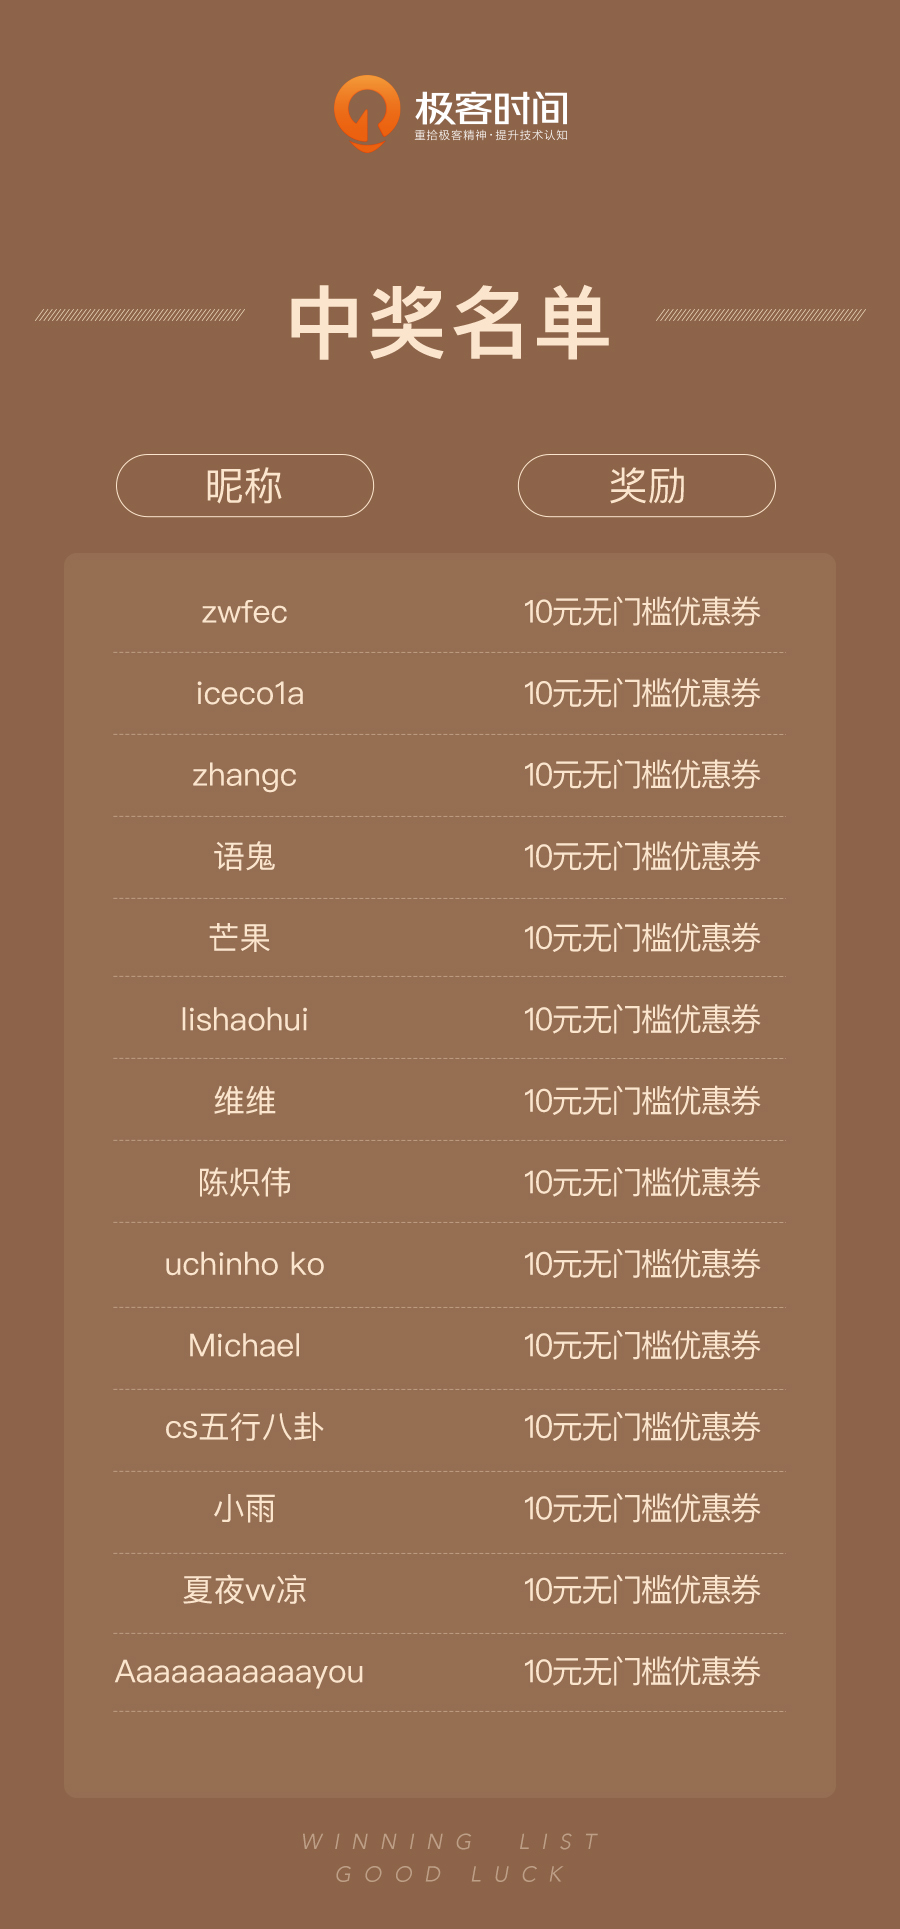 极客时间
重拾极客精神·提升技术认知
中奖名单
昵称 奖励
zwfec 10元无门槛优惠券
iceco1a 10元无门槛优惠券
zhangc 10元无门槛优惠券
语鬼 10元无门槛优惠券
芒果 10元无门槛优惠券
lishaohui 10元无门槛优惠券
维维 10元无门槛优惠券
陈炽伟 10元无门槛优惠券
uchinho ko 10元无门槛优惠券
Michael 10元无门槛优惠券
cs五行八卦 10元无门槛优惠券
小雨 10元无门槛优惠券
夏夜vv凉 10元无门槛优惠券
Aaaaaaaaaaayou 10元无门槛优惠券
WINNING LIST
GOOD LUCK